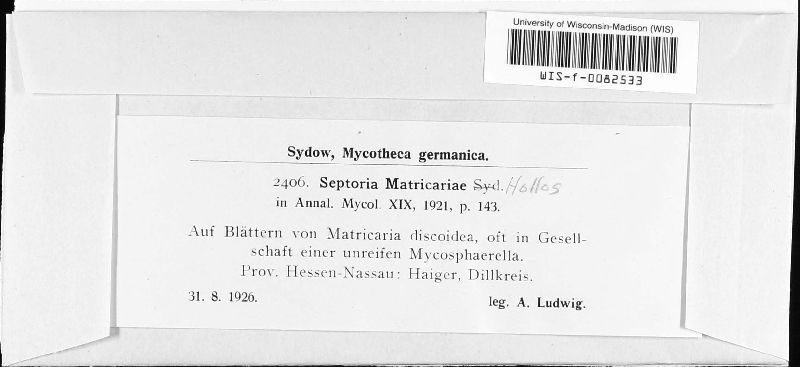 University of Wisconsin-Madison (WIS)
WIS-f-0082533
Sydow, Mycotheca germanica.
2406. Septoria Matricariae Syd. Hollos
in Annal. Mycol. XIX, 1921, p. 143.
Auf Blättern von Matricaria discoidea, oft in Gesell-
schaft einer unreifen Mycosphaerella.
Prov. Hessen-Nassau: Haiger, Dillkreis.
31. 8. 1926. leg. A. Ludwig.